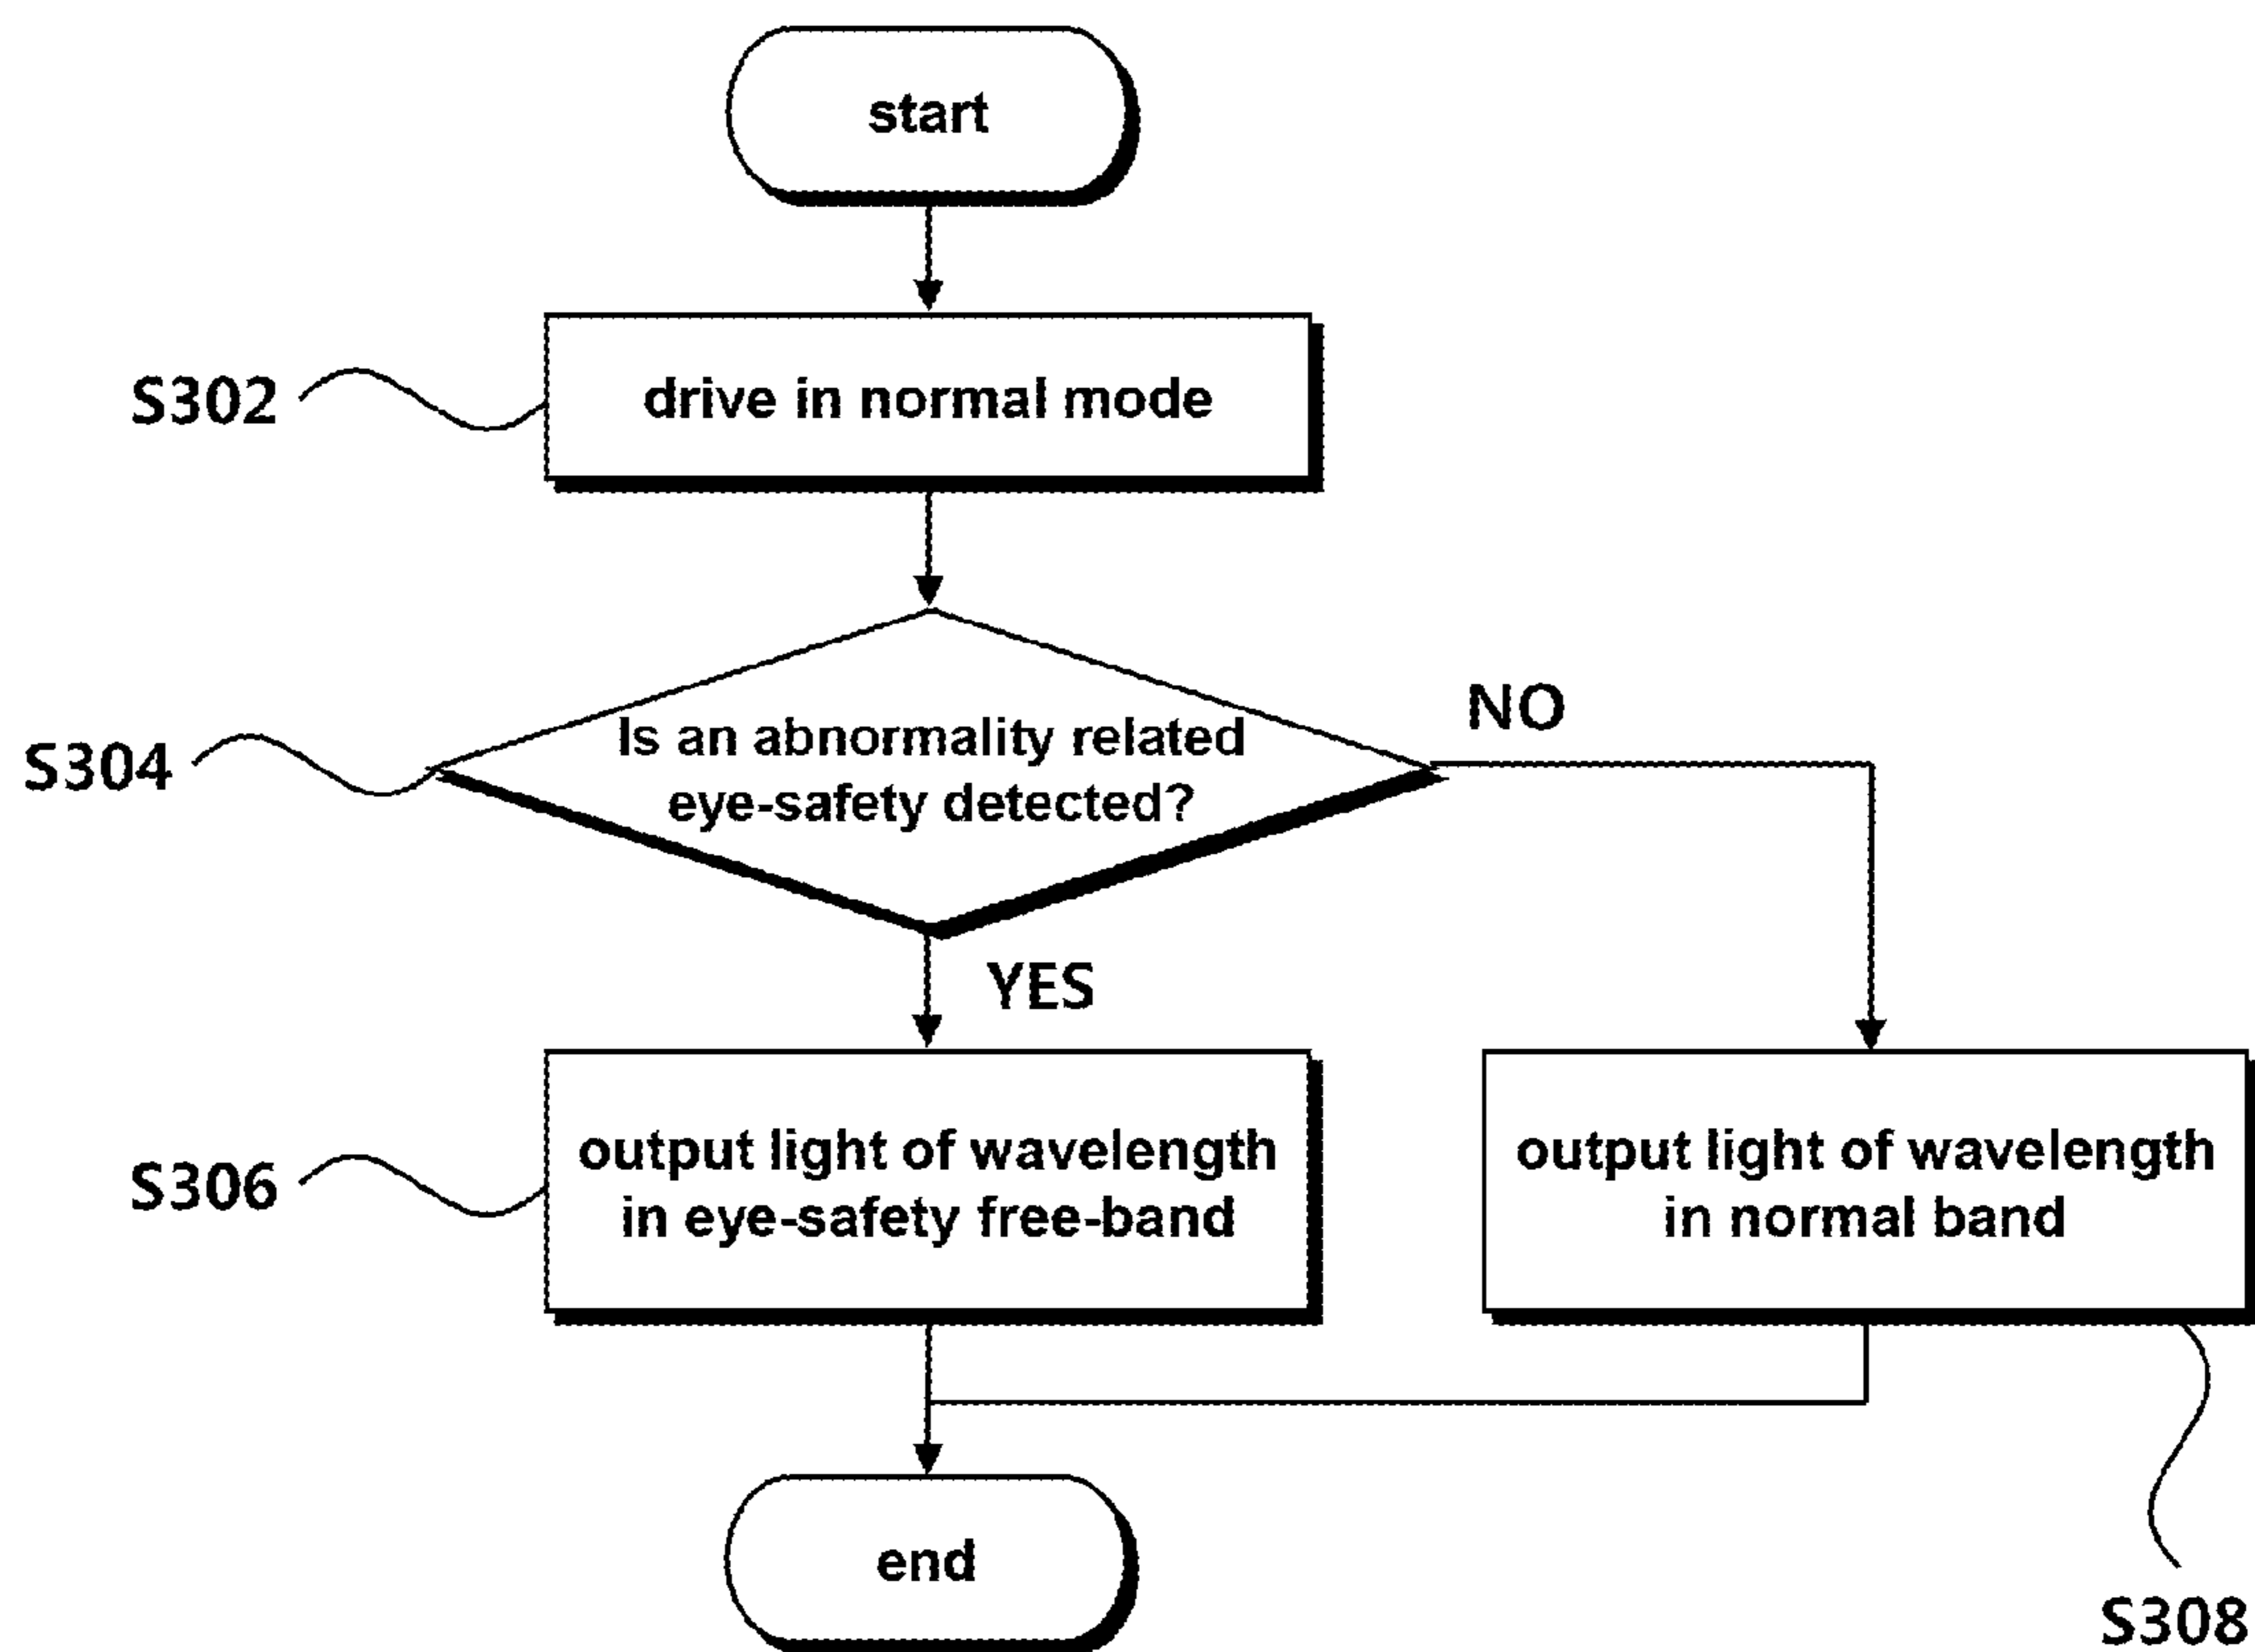 start
S302
drive in normal mode
S304
Is an abnormality related
eye-safety detected?
NO
YES
S306
output light of wavelength
in eye-safety free-band
output light of wavelength
in normal band
end
S308